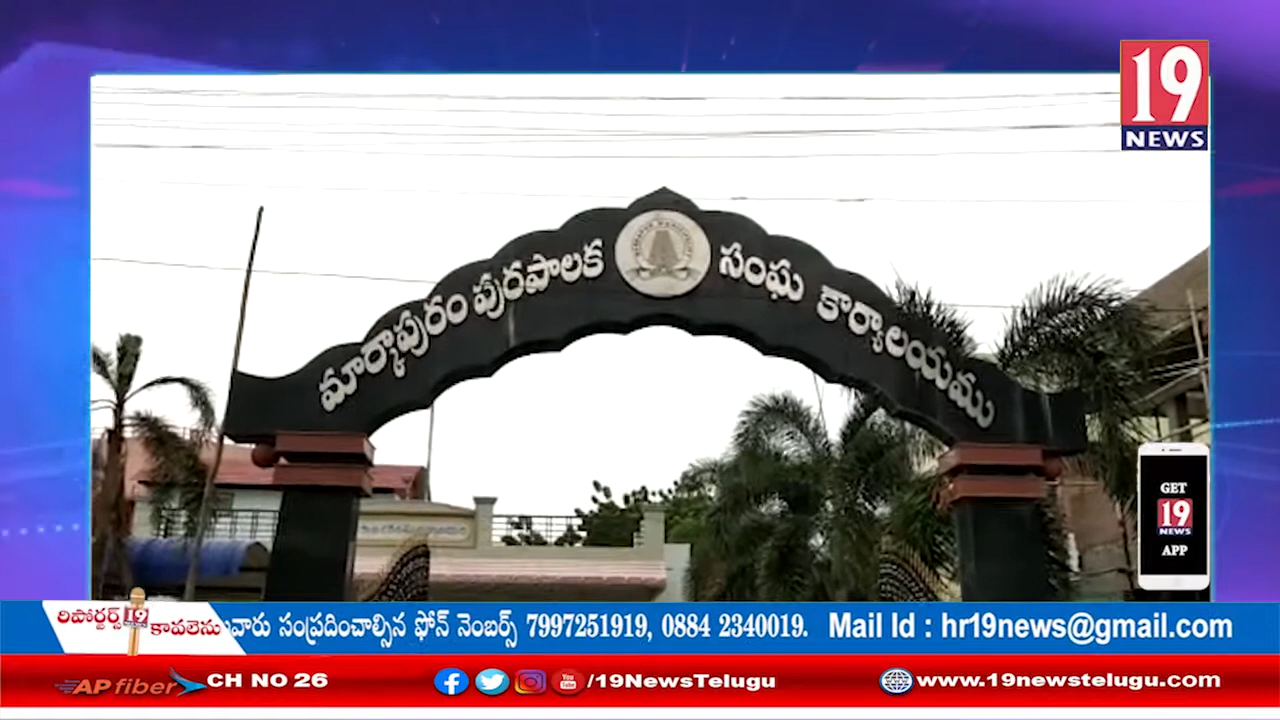 19
NEWS
మార్కాపురం పురపాలక సంఘ కార్యాలయము
GET
19
NEWS
APP
రిపోర్టర్స్ 19 కావలెను
వారు సంప్రదించాల్సిన ఫోన్ నెంబర్స్ 7997251919, 0884 2340019. Mail Id : hr19news@gmail.com
AP fiber CH NO 26 /19NewsTelugu www.19newstelugu.com